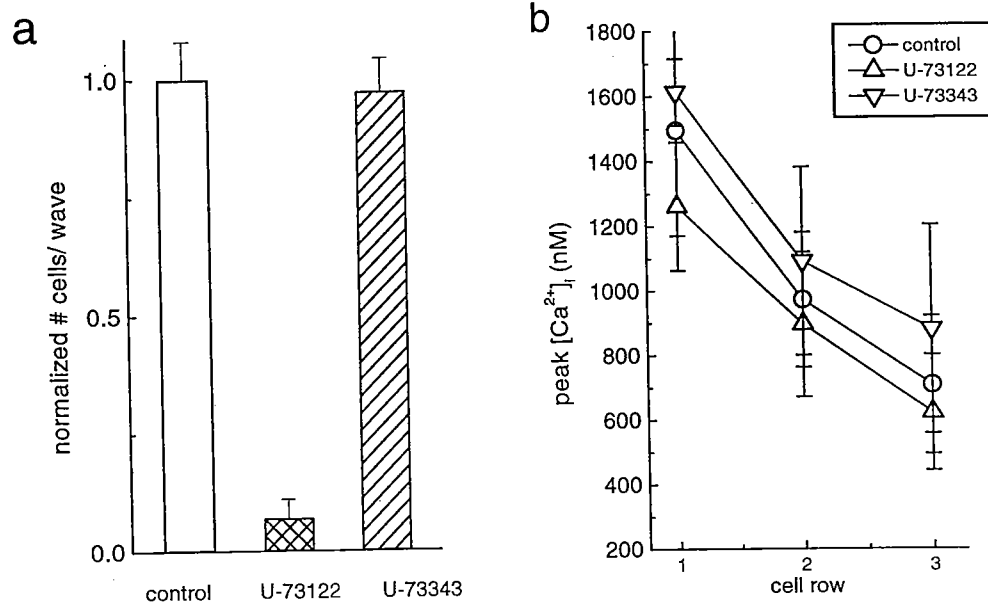 a
normalized # cells/ wave
1.0
0.5
0.0
control
U-73122
U-73343
b
peak [Ca2+]i (nM)
1800
1600
1400
1200
1000
800
600
400
200
1
2
3
cell row
control
U-73122
U-73343